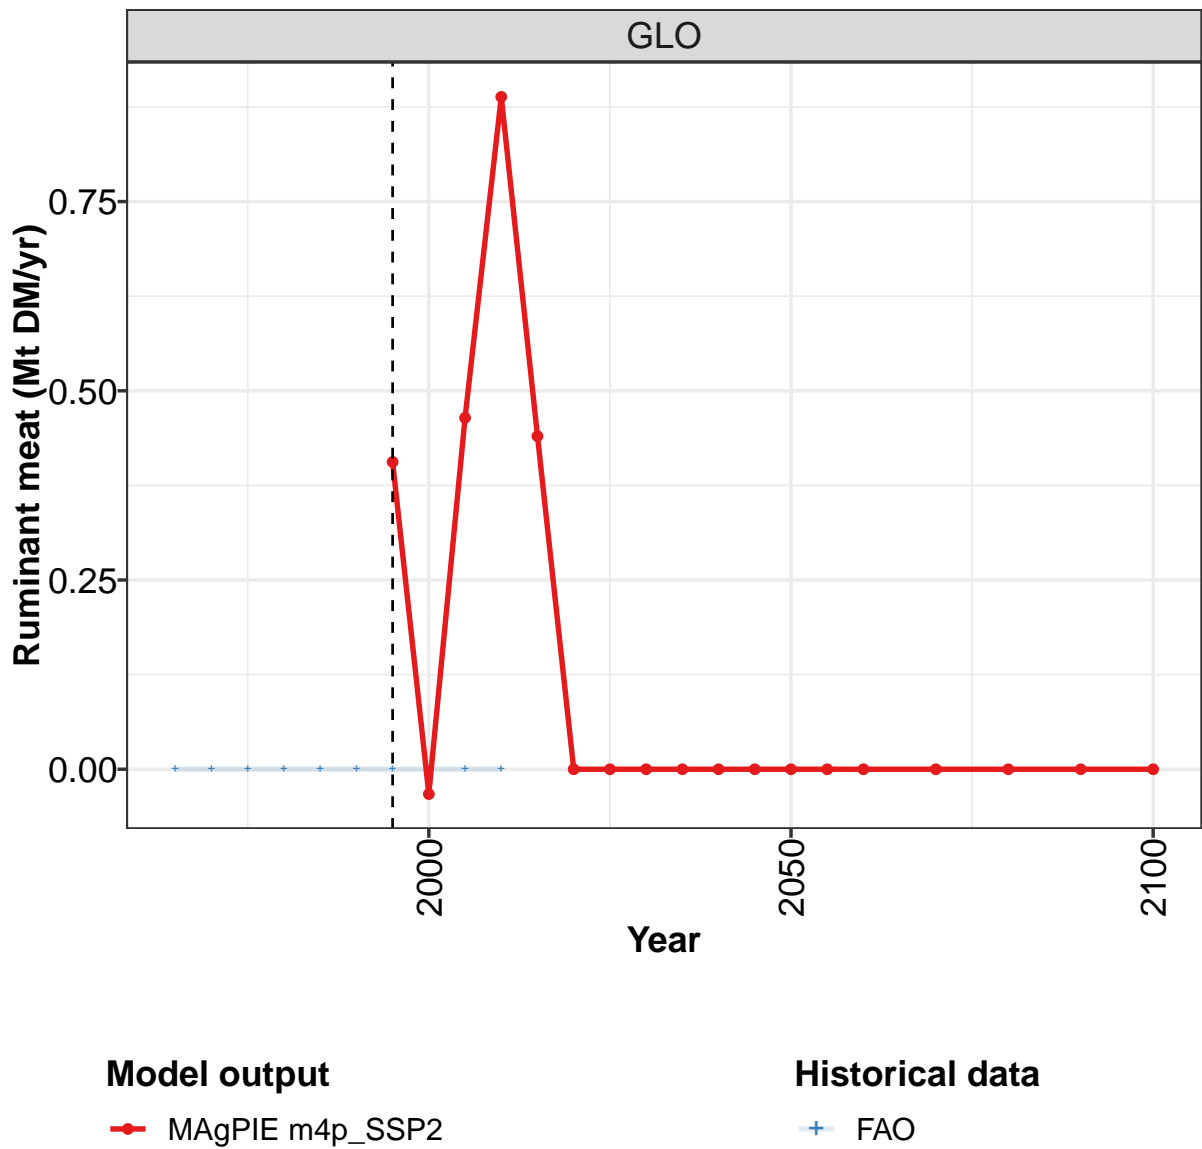 GLO
Ruminant meat (Mt DM/yr)
0.75
0.50
0.25
0.00
2000
2050
2100
Year
Model output
Historical data
MAgPIE m4p_SSP2
FAO